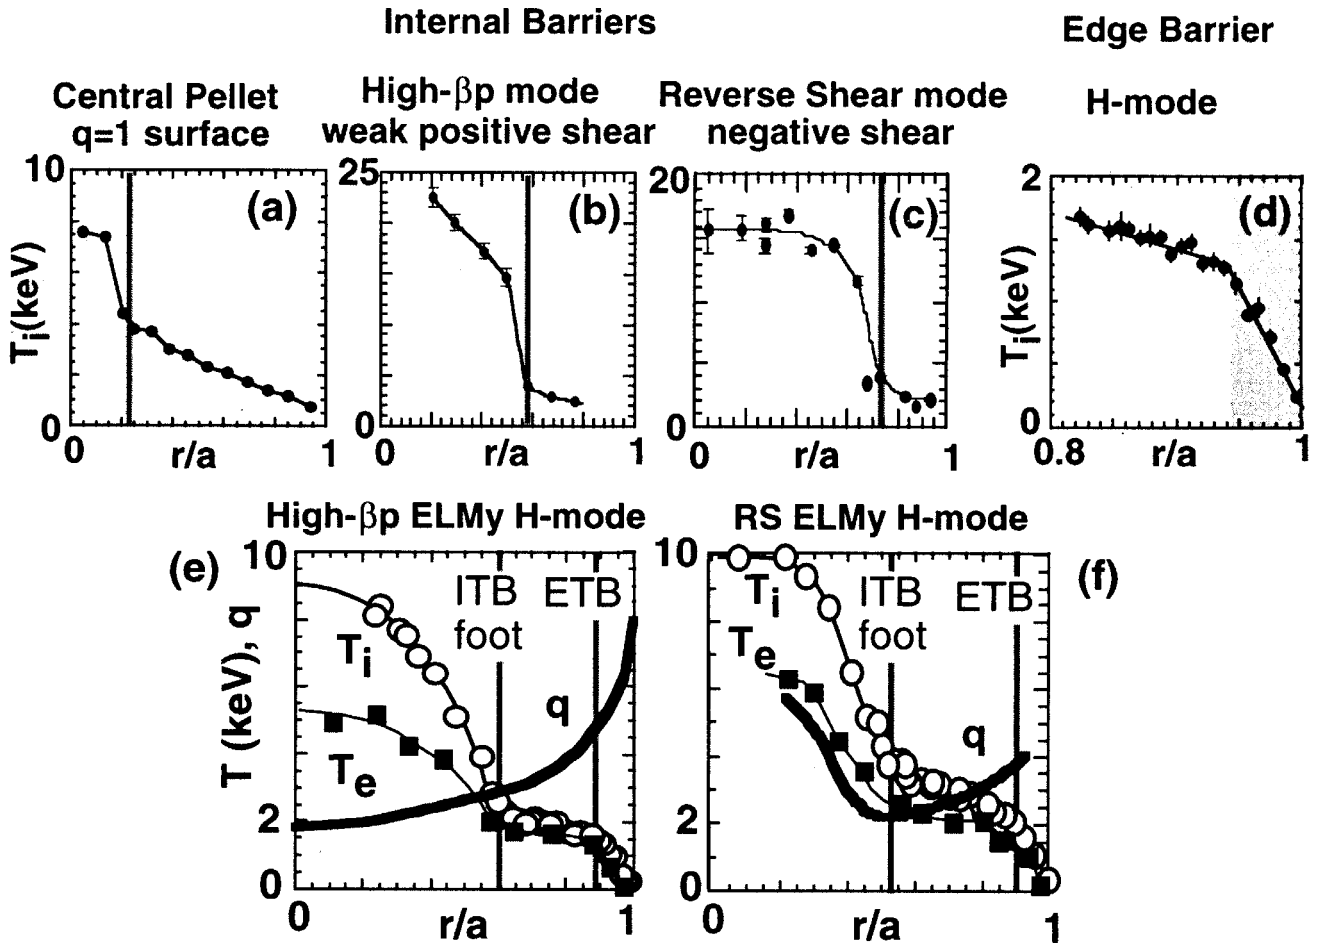 Internal Barriers
Edge Barrier
Central Pellet
q=1 surface
High-βp mode
weak positive shear
Reverse Shear mode
negative shear
H-mode
10
(a)
Ti(keV)
0
0
r/a
1
25
(b)
0
0
r/a
1
20
(c)
0
0
r/a
1
2
(d)
Ti(keV)
0
0.8
r/a
1
High-βp ELMy H-mode
RS ELMy H-mode
(e)
10
ITB
foot
ETB
Ti
Te
q
T (keV), q
2
0
0
r/a
1
10
(f)
ITB
foot
ETB
Ti
Te
q
2
0
0
r/a
1